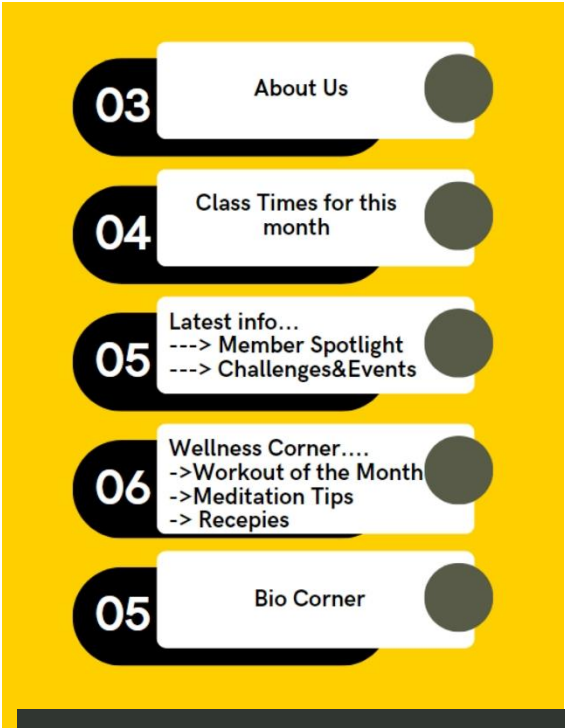 03
About Us
04
Class Times for this
month
05
Latest info...
---> Member Spotlight
---> Challenges&Events
06
Wellness Corner....
->Workout of the Month
->Meditation Tips
-> Recepies
05
Bio Corner